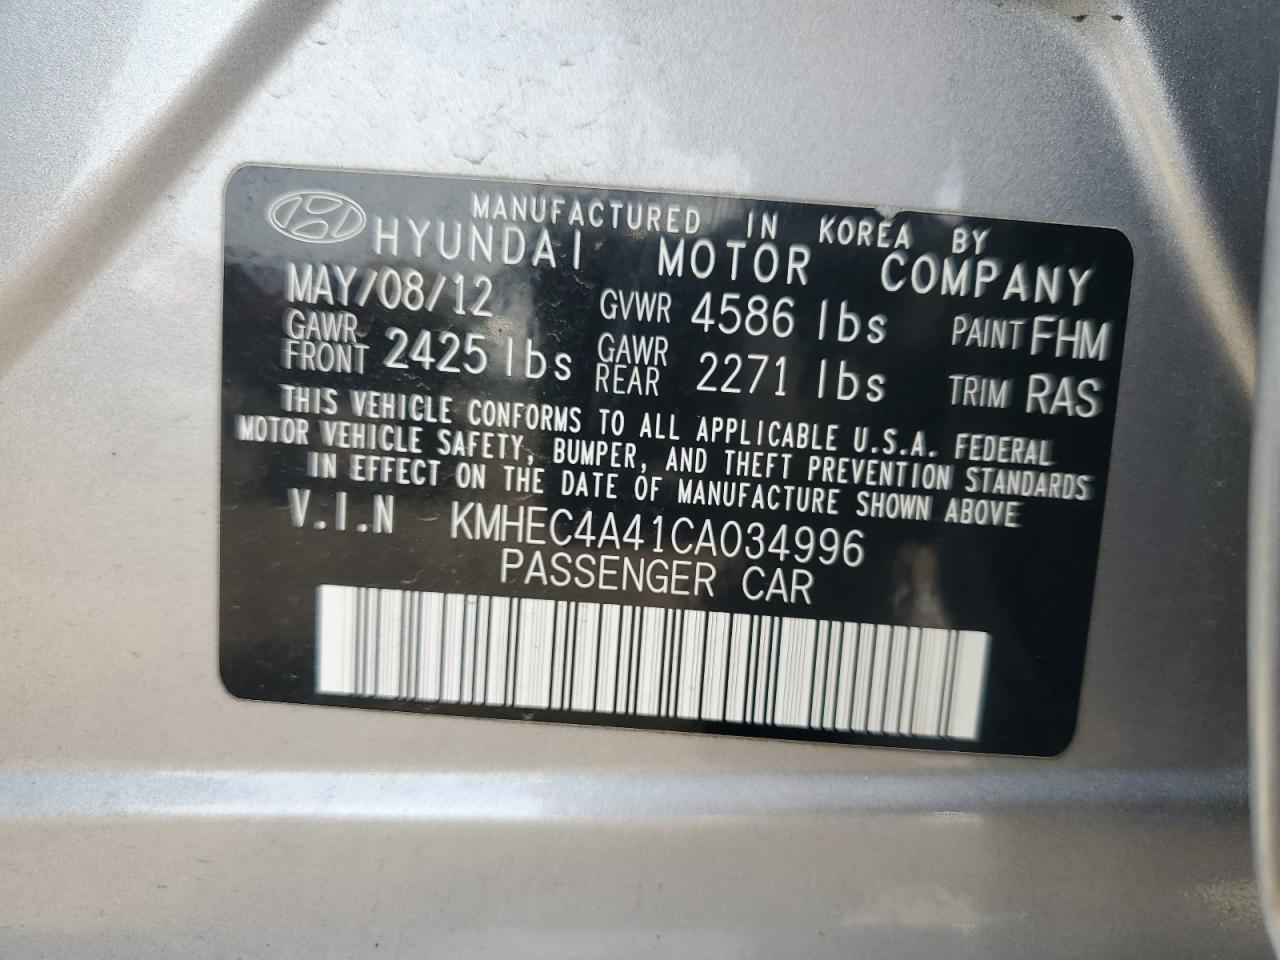 MANUFACTURED IN KOREA BY
HYUNDAI MOTOR COMPANY
MAY/08/12 GVWR 4586 lbs PAINT FHM
GAWR FRONT 2425 lbs GAWR REAR 2271 lbs TRIM RAS
THIS VEHICLE CONFORMS TO ALL APPLICABLE U.S.A. FEDERAL
MOTOR VEHICLE SAFETY, BUMPER, AND THEFT PREVENTION STANDARDS
IN EFFECT ON THE DATE OF MANUFACTURE SHOWN ABOVE
V.I.N KMHEC4A41CA034996
PASSENGER CAR